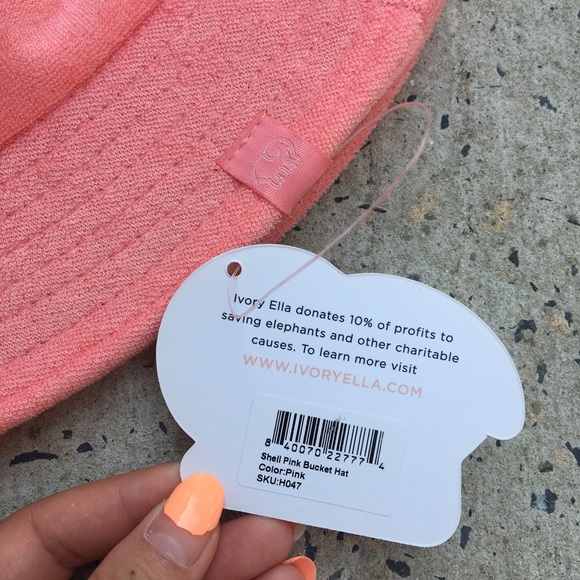 Ivory Ella donates 10% of profits to
saving elephants and other charitable
causes. To learn more visit
WWW.IVORYELLA.COM
8 40070 22777 4
Shell Pink Bucket Hat
Color:Pink
SKU:H047